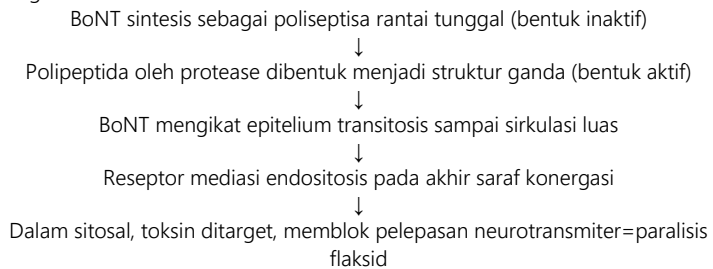 BoNT sintesis sebagai poliseptisa rantai tunggal (bentuk inaktif)
↓
Polipeptida oleh protease dibentuk menjadi struktur ganda (bentuk aktif)
↓
BoNT mengikat epitelium transitosis sampai sirkulasi luas
↓
Reseptor mediasi endositosis pada akhir saraf konergasi
↓
Dalam sitosal, toksin ditarget, memblok pelepasan neurotransmiter=paralisis
flaksid